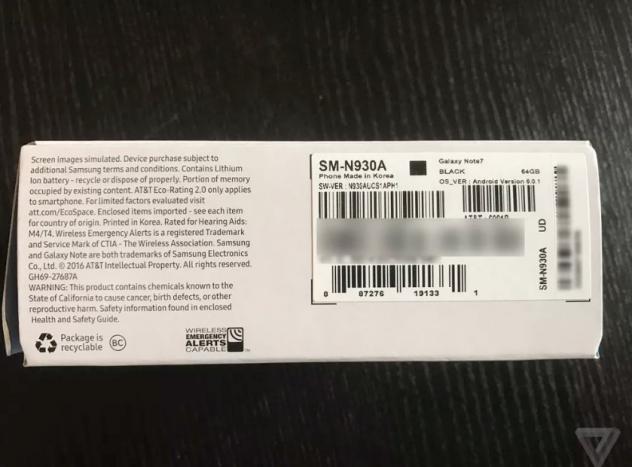 Screen images simulated. Device purchase subject to
additional Samsung terms and conditions. Contains Lithium
Ion battery - recycle or dispose of properly. Portion of memory
occupied by existing content. AT&T Eco-Rating 2.0 only applies
to smartphone. For limited factors evaluated visit
att.com/EcoSpace. Enclosed items imported - see each item
for country of origin. Printed in Korea. Rated for Hearing Aids:
M4/T4. Wireless Emergency Alerts is a registered Trademark
and Service Mark of CTIA - The Wireless Association. Samsung
and Galaxy Note are both trademarks of Samsung Electronics
Co., Ltd. © 2016 AT&T Intellectual Property. All rights reserved.
GH69-27687A
WARNING: This product contains chemicals known to the
State of California to cause cancer, birth defects, or other
reproductive harm. Safety information found in enclosed
Health and Safety Guide.
Package is
recyclable
BC
WIRELESS
EMERGENCY
ALERTS
CAPABLE
TM
SM-N930A
Phone Made in Korea
SW-VER : N930AUCS1APH1
Galaxy Note7
BLACK 64GB
OS_VER : Android Version 6.0.1
8 87276 19133 1
SM-N930A UD